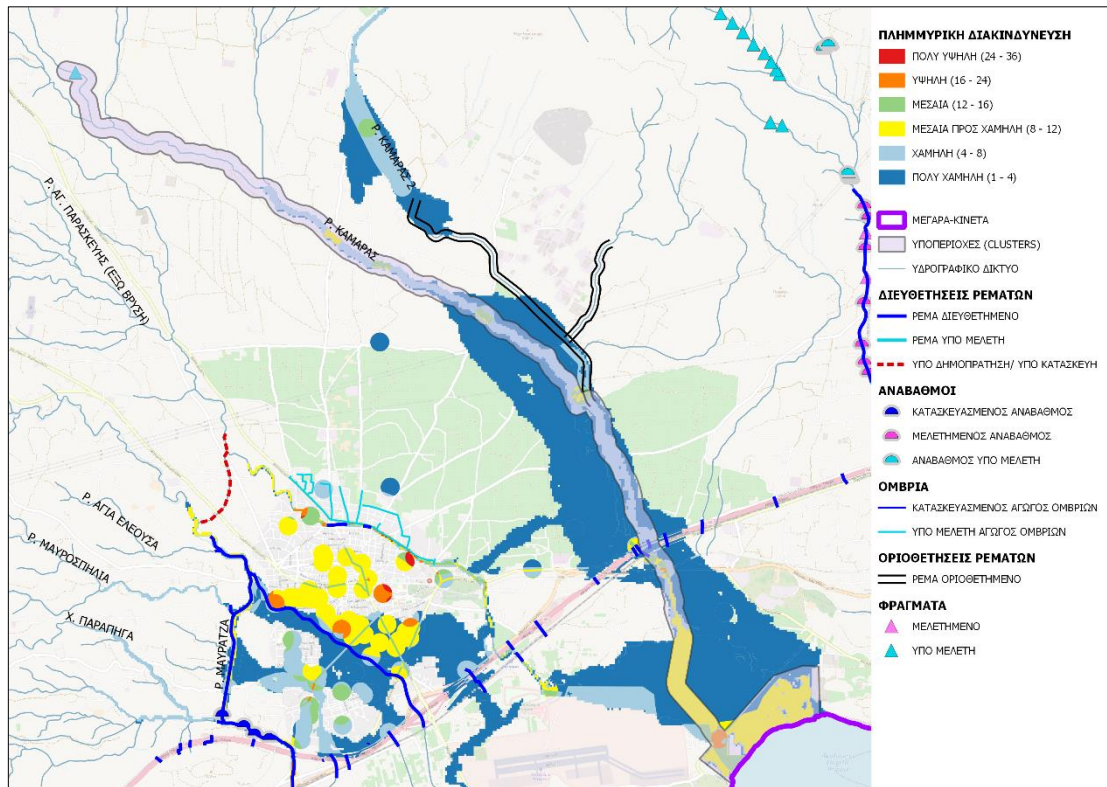 ΠΛΗΜΜΥΡΙΚΗ ΔΙΑΚΙΝΔΥΝΕΥΣΗ
ΠΟΛΥ ΥΨΗΛΗ (24 - 36)
ΥΨΗΛΗ (16 - 24)
ΜΕΣΑΙΑ (12 - 16)
ΜΕΣΑΙΑ ΠΡΟΣ ΧΑΜΗΛΗ (8 - 12)
ΧΑΜΗΛΗ (4 - 8)
ΠΟΛΥ ΧΑΜΗΛΗ (1 - 4)
ΜΕΓΑΡΑ-ΚΙΝΕΤΑ
ΥΠΟΠΕΡΙΟΧΕΣ (CLUSTERS)
ΥΔΡΟΓΡΑΦΙΚΟ ΔΙΚΤΥΟ
ΔΙΕΥΘΕΤΗΣΕΙΣ ΡΕΜΑΤΩΝ
ΡΕΜΑ ΔΙΕΥΘΕΤΗΜΕΝΟ
ΡΕΜΑ ΥΠΟ ΜΕΛΕΤΗ
ΥΠΟ ΔΗΜΟΠΡΑΤΗΣΗ/ ΥΠΟ ΚΑΤΑΣΚΕΥΗ
ΑΝΑΒΑΘΜΟΙ
ΚΑΤΑΣΚΕΥΑΣΜΕΝΟΣ ΑΝΑΒΑΘΜΟΣ
ΜΕΛΕΤΗΜΕΝΟΣ ΑΝΑΒΑΘΜΟΣ
ΑΝΑΒΑΘΜΟΣ ΥΠΟ ΜΕΛΕΤΗ
ΟΜΒΡΙΑ
ΚΑΤΑΣΚΕΥΑΣΜΕΝΟΣ ΑΓΩΓΟΣ ΟΜΒΡΙΩΝ
ΥΠΟ ΜΕΛΕΤΗ ΑΓΩΓΟΣ ΟΜΒΡΙΩΝ
ΟΡΙΟΘΕΤΗΣΕΙΣ ΡΕΜΑΤΩΝ
ΡΕΜΑ ΟΡΙΟΘΕΤΗΜΕΝΟ
ΦΡΑΓΜΑΤΑ
ΜΕΛΕΤΗΜΕΝΟ
ΥΠΟ ΜΕΛΕΤΗ
Ρ. ΚΑΜΑΡΑΣ 2
Ρ. ΚΑΜΑΡΑΣ
Ρ. ΑΓ. ΠΑΡΑΣΚΕΥΗΣ (ΕΞΩ ΒΡΥΣΗ)
Ρ. ΑΓΙΑ ΕΛΕΟΥΣΑ
Ρ. ΜΑΥΡΟΣΠΗΛΙΑ
Χ. ΠΑΡΑΠΗΓΑ
Ρ. ΜΑΥΡΑΤΖΑ